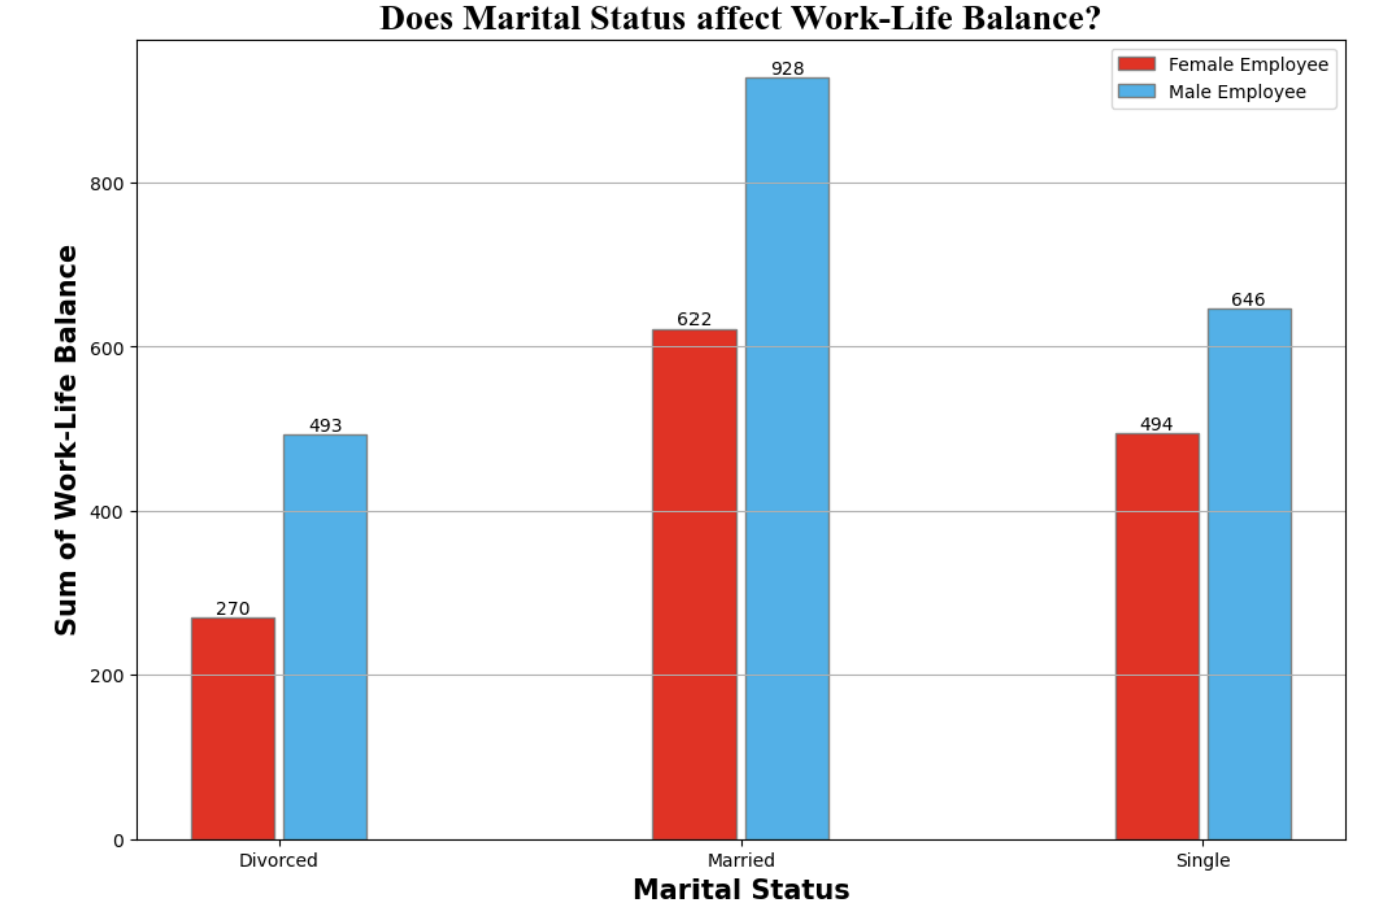 Does Marital Status affect Work-Life Balance?
Female Employee
Male Employee
928
800
646
622
600
Sum of Work-Life Balance
493
494
400
270
200
0
Divorced
Married
Single
Marital Status